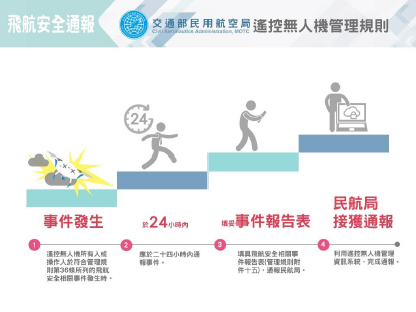 飛航安全通報
交通部民用航空局
Civil Aeronautics Administration, MOTC
遙控無人機管理規則
24
事件發生
於24小時內
填妥事件報告表
民航局
接獲通報
1
2
3
4
遙控無人機所有人或
操作人於符合管理規
則第36條所列的飛航
安全相關事件發生時。
應於二十四小時內通
報事件。
填具飛航安全相關事
件報告表(管理規則附
件十五)，通報民航局。
利用遙控無人機管理
資訊系統，完成通報。